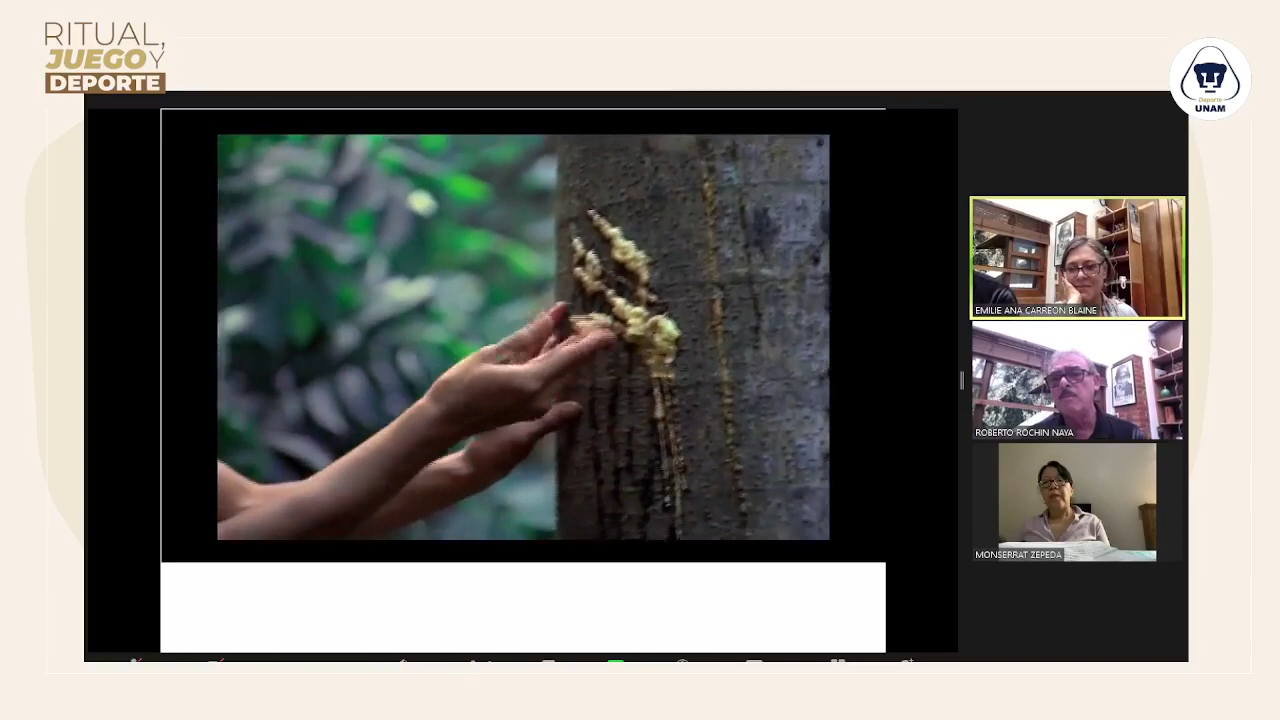 RITUAL,
JUEGO Y
DEPORTE
Deporte
UNAM
EMILIE ANA CARREON BLAINE
ROBERTO ROCHIN NAYA
MONSERRAT ZEPEDA